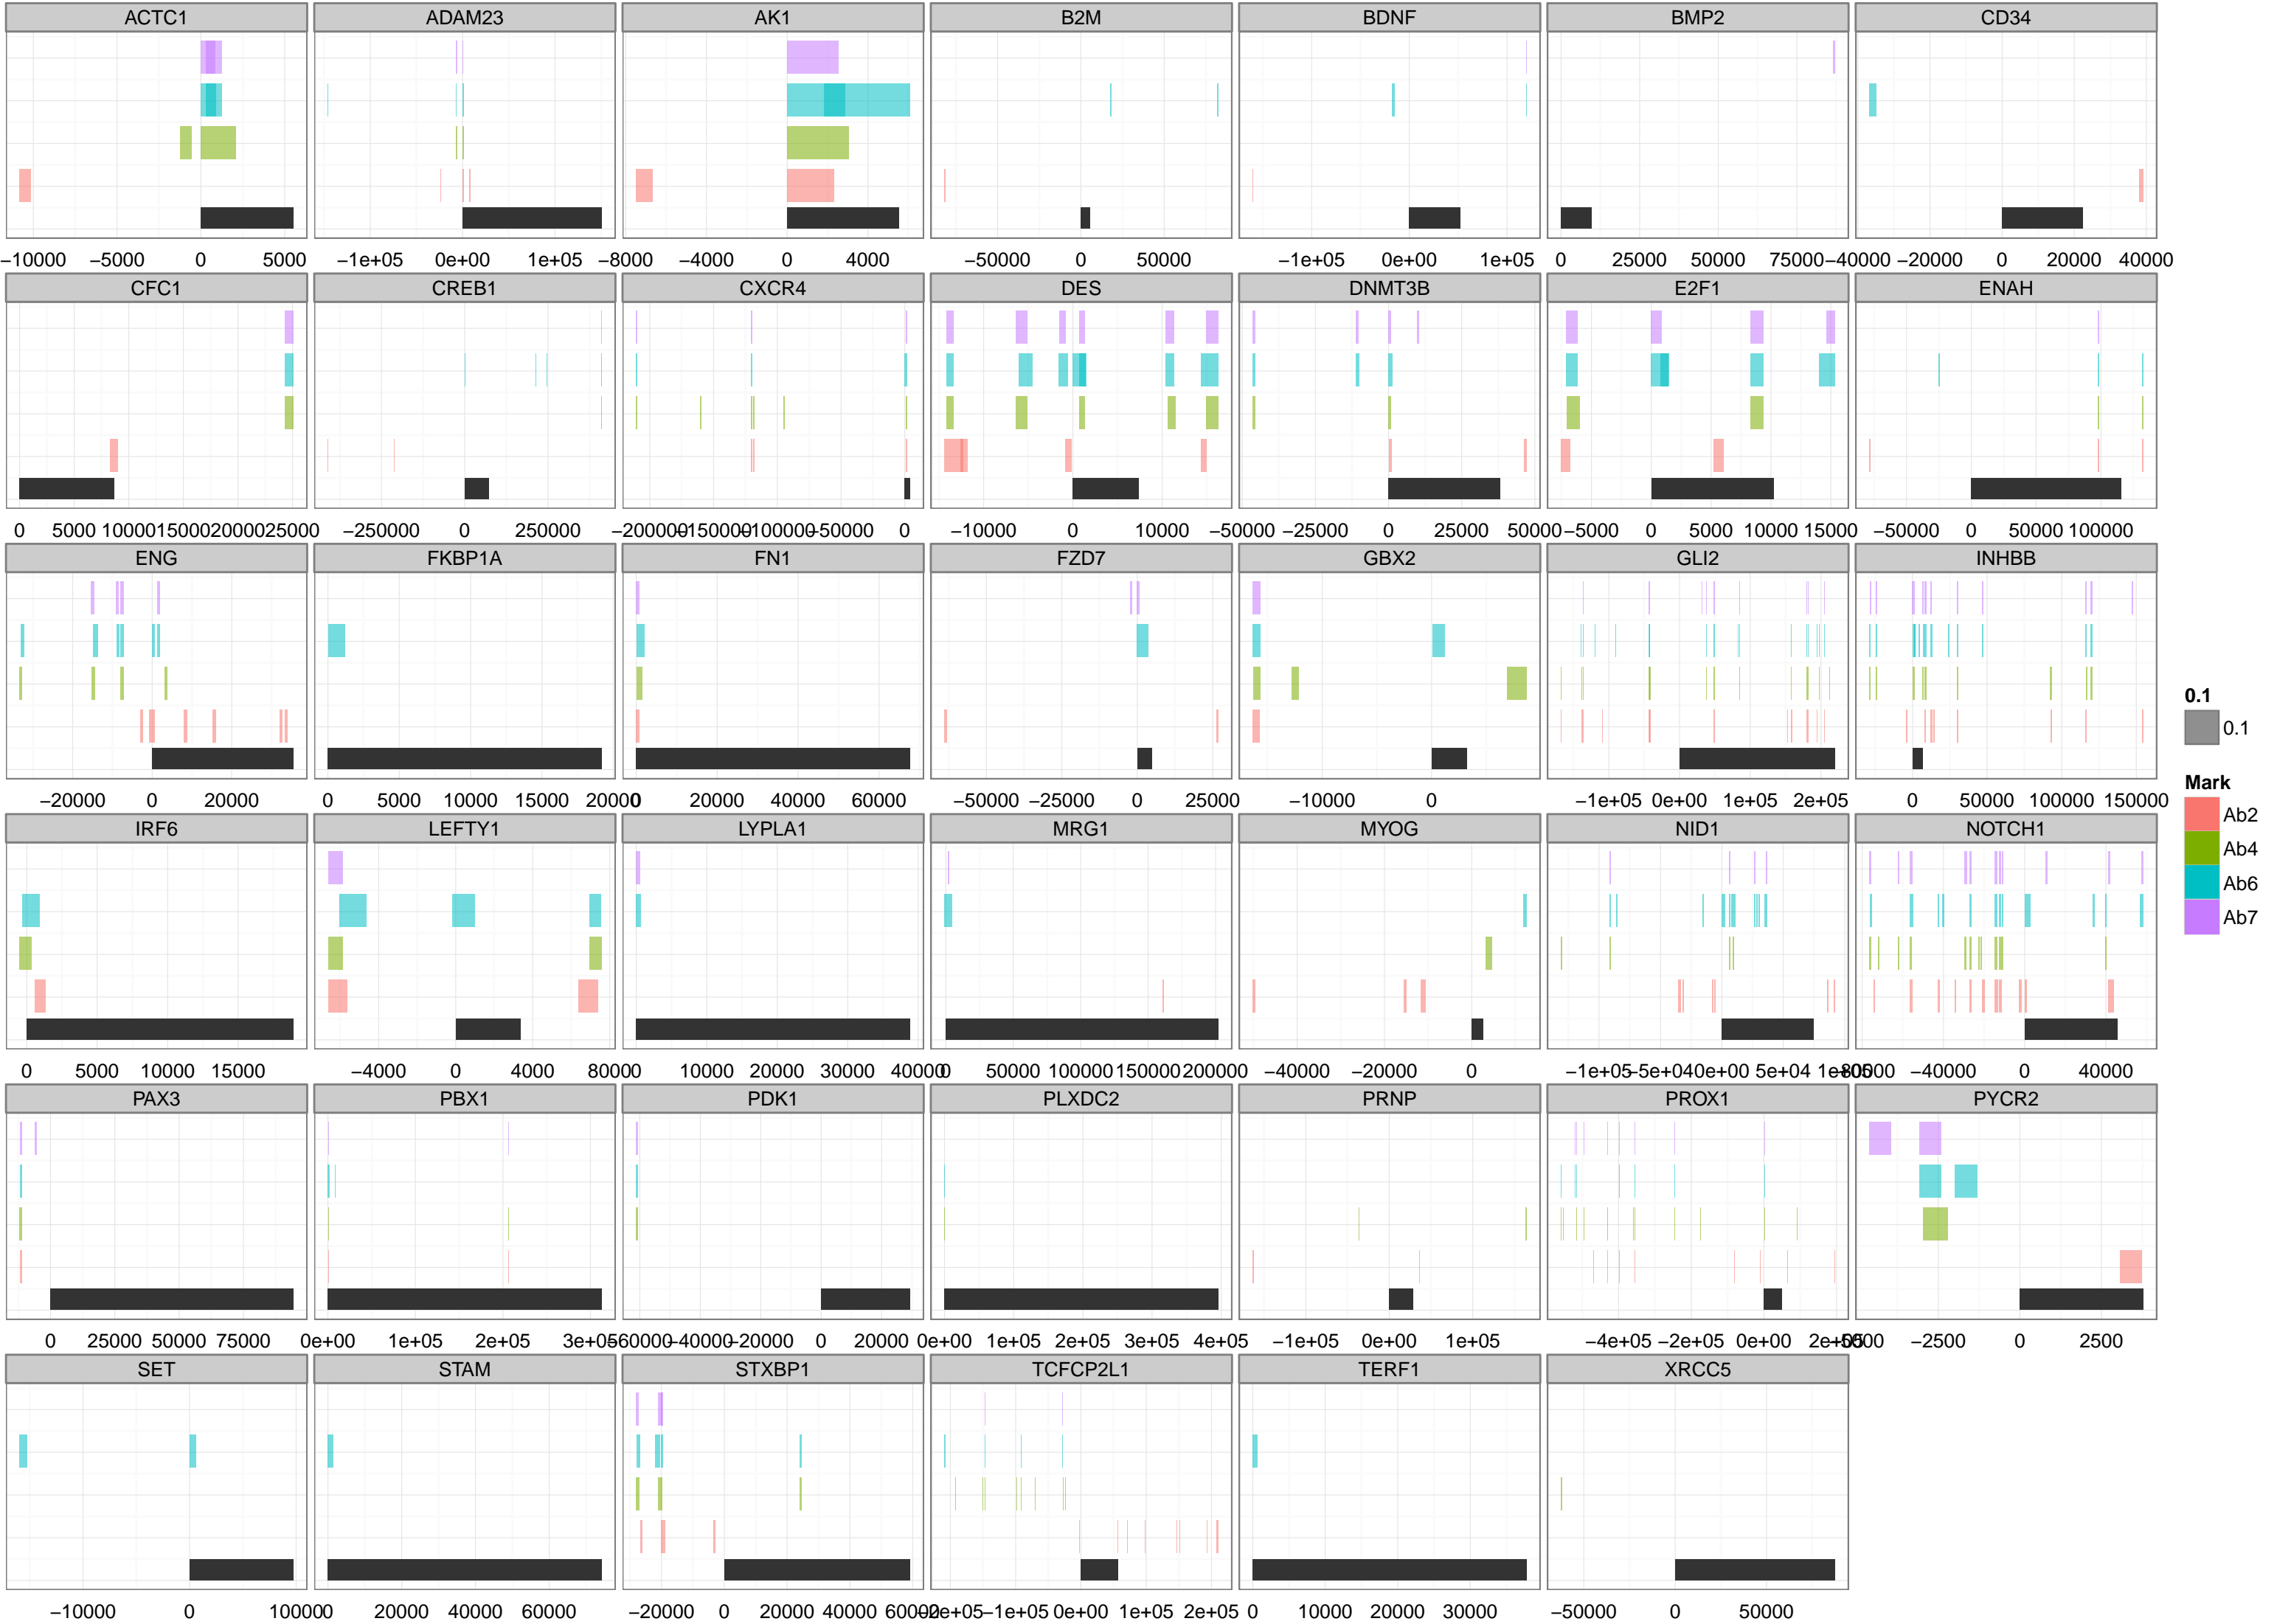 ACTC1 ADAM23 AK1 B2M BDNF BMP2 CD34
−10000 −5000 0 5000 −1e+05 0e+00 1e+05 −8000 −4000 0 4000 −50000 0 50000 −1e+05 0e+00 1e+05 0 25000 50000 75000 −40000 −20000 0 20000 40000
CFC1 CREB1 CXCR4 DES DNMT3B E2F1 ENAH
0 5000 10000 15000 20000 25000 −250000 0 250000 −200000 −150000 −100000 −50000 0 −10000 0 10000 −50000 −25000 0 25000 50000 −5000 0 5000 10000 15000 −50000 0 50000 100000
ENG FKBP1A FN1 FZD7 GBX2 GLI2 INHBB
−20000 0 20000 0 5000 10000 15000 20000 0 20000 40000 60000 −50000 −25000 0 25000 −10000 0 −1e+05 0e+00 1e+05 2e+05 0 50000 100000 150000
0.1
0.1
Mark
Ab2
Ab4
Ab6
Ab7
IRF6 LEFTY1 LYPLA1 MRG1 MYOG NID1 NOTCH1
0 5000 10000 15000 −4000 0 4000 8000 0 10000 20000 30000 40000 0 50000 100000 150000 200000 −40000 −20000 0 −1e+05 −5e+04 0e+00 5e+04 1e+05 −40000 0 40000
PAX3 PBX1 PDK1 PLXDC2 PRNP PROX1 PYCR2
0 25000 50000 75000 0e+00 1e+05 2e+05 3e+05 −60000 −40000 −20000 0 20000 0e+00 1e+05 2e+05 3e+05 4e+05 −1e+05 0e+00 1e+05 −4e+05 −2e+05 0e+00 2e+05 −2500 0 2500
SET STAM STXBP1 TCFCP2L1 TERF1 XRCC5
−10000 0 10000 0 20000 40000 60000 −20000 0 20000 40000 60000 −2e+05 −1e+05 0e+00 1e+05 2e+05 0 10000 20000 30000 −50000 0 50000